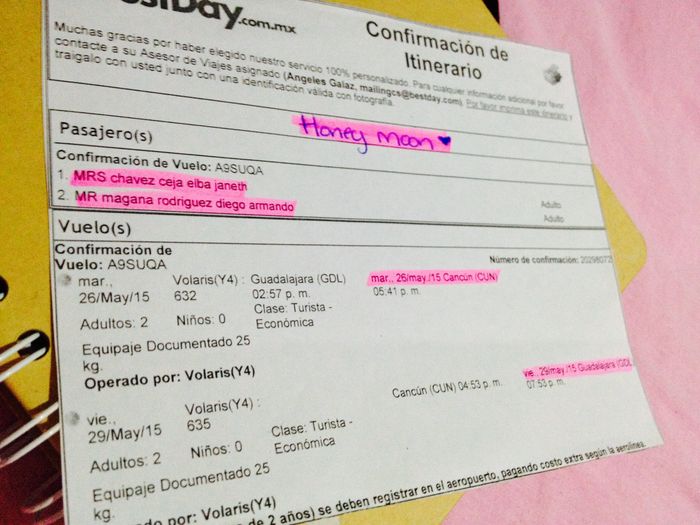 BestDay.com.mx
Confirmación de
Itinerario
Muchas gracias por haber elegido nuestro servicio 100% personalizado. Para cualquier información adicional por favor
contacte a su Asesor de Viajes asignado (Angeles Galaz, mailingcs@bestday.com). Por favor imprima este itinerario y
traigalo con usted junto con una identificación válida con fotografía.
Honey Moon
Pasajero(s)
Confirmación de Vuelo: A9SUQA
1. MRS chavez ceja elba janeth
Adulto
2. MR magana rodriguez diego armando
Adulto
Vuelo(s)
Confirmación de
Vuelo: A9SUQA
Número de confirmación: 20298072
mar., 26/May/15
Volaris(Y4) : 632
Guadalajara (GDL) 02:57 p. m.
mar., 26/may./15 Cancún (CUN) 05:41 p. m.
Adultos: 2
Niños: 0
Clase: Turista - Económica
Equipaje Documentado 25
kg.
Operado por: Volaris(Y4)
vie., 29/May/15
Volaris(Y4) : 635
Cancún (CUN) 04:53 p. m.
vie., 29/may./15 Guadalajara (GDL
07:53 p. m.
Adultos: 2
Niños: 0
Clase: Turista - Económica
Equipaje Documentado 25
kg.
do por: Volaris(Y4)
de 2 años) se deben registrar en el aeropuerto, pagando costo extra según la aerolínea.